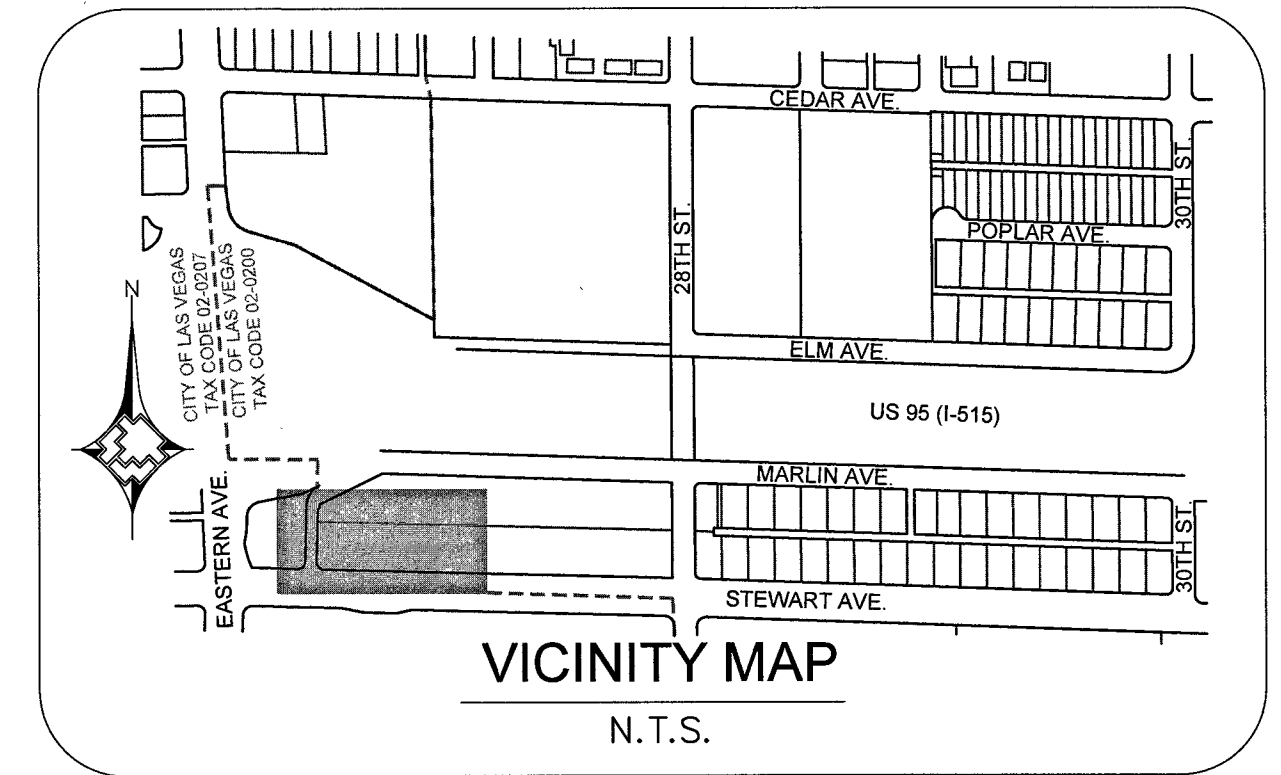 CEDAR AVE.
30TH ST.
POPLAR AVE.
28TH ST.
CITY OF LAS VEGAS
TAX CODE 02-0207
CITY OF LAS VEGAS
TAX CODE 02-0200
N
ELM AVE.
US 95 (I-515)
MARLIN AVE.
EASTERN AVE.
30TH ST.
STEWART AVE.
VICINITY MAP
N.T.S.